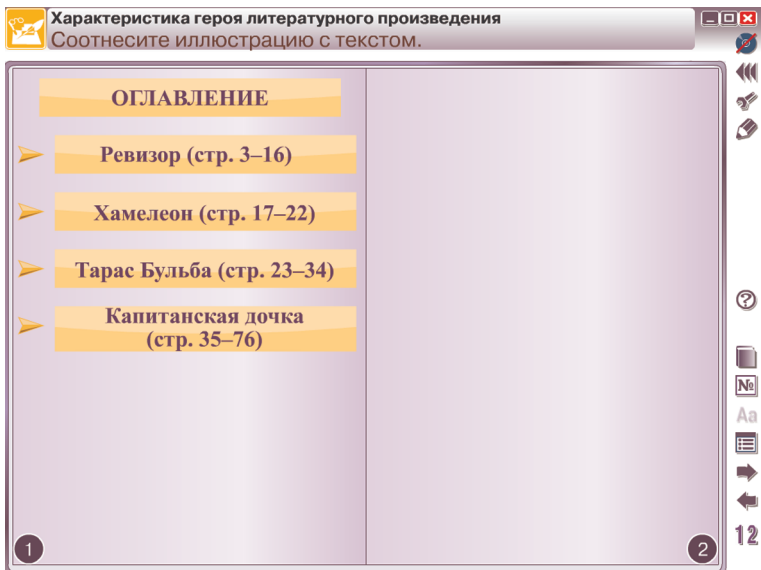 Характеристика героя литературного произведения
Соотнесите иллюстрацию с текстом.
ОГЛАВЛЕНИЕ
Ревизор (стр. 3–16)
Хамелеон (стр. 17–22)
Тарас Бульба (стр. 23–34)
Капитанская дочка
(стр. 35–76)
?
№
Aa
12
1
2